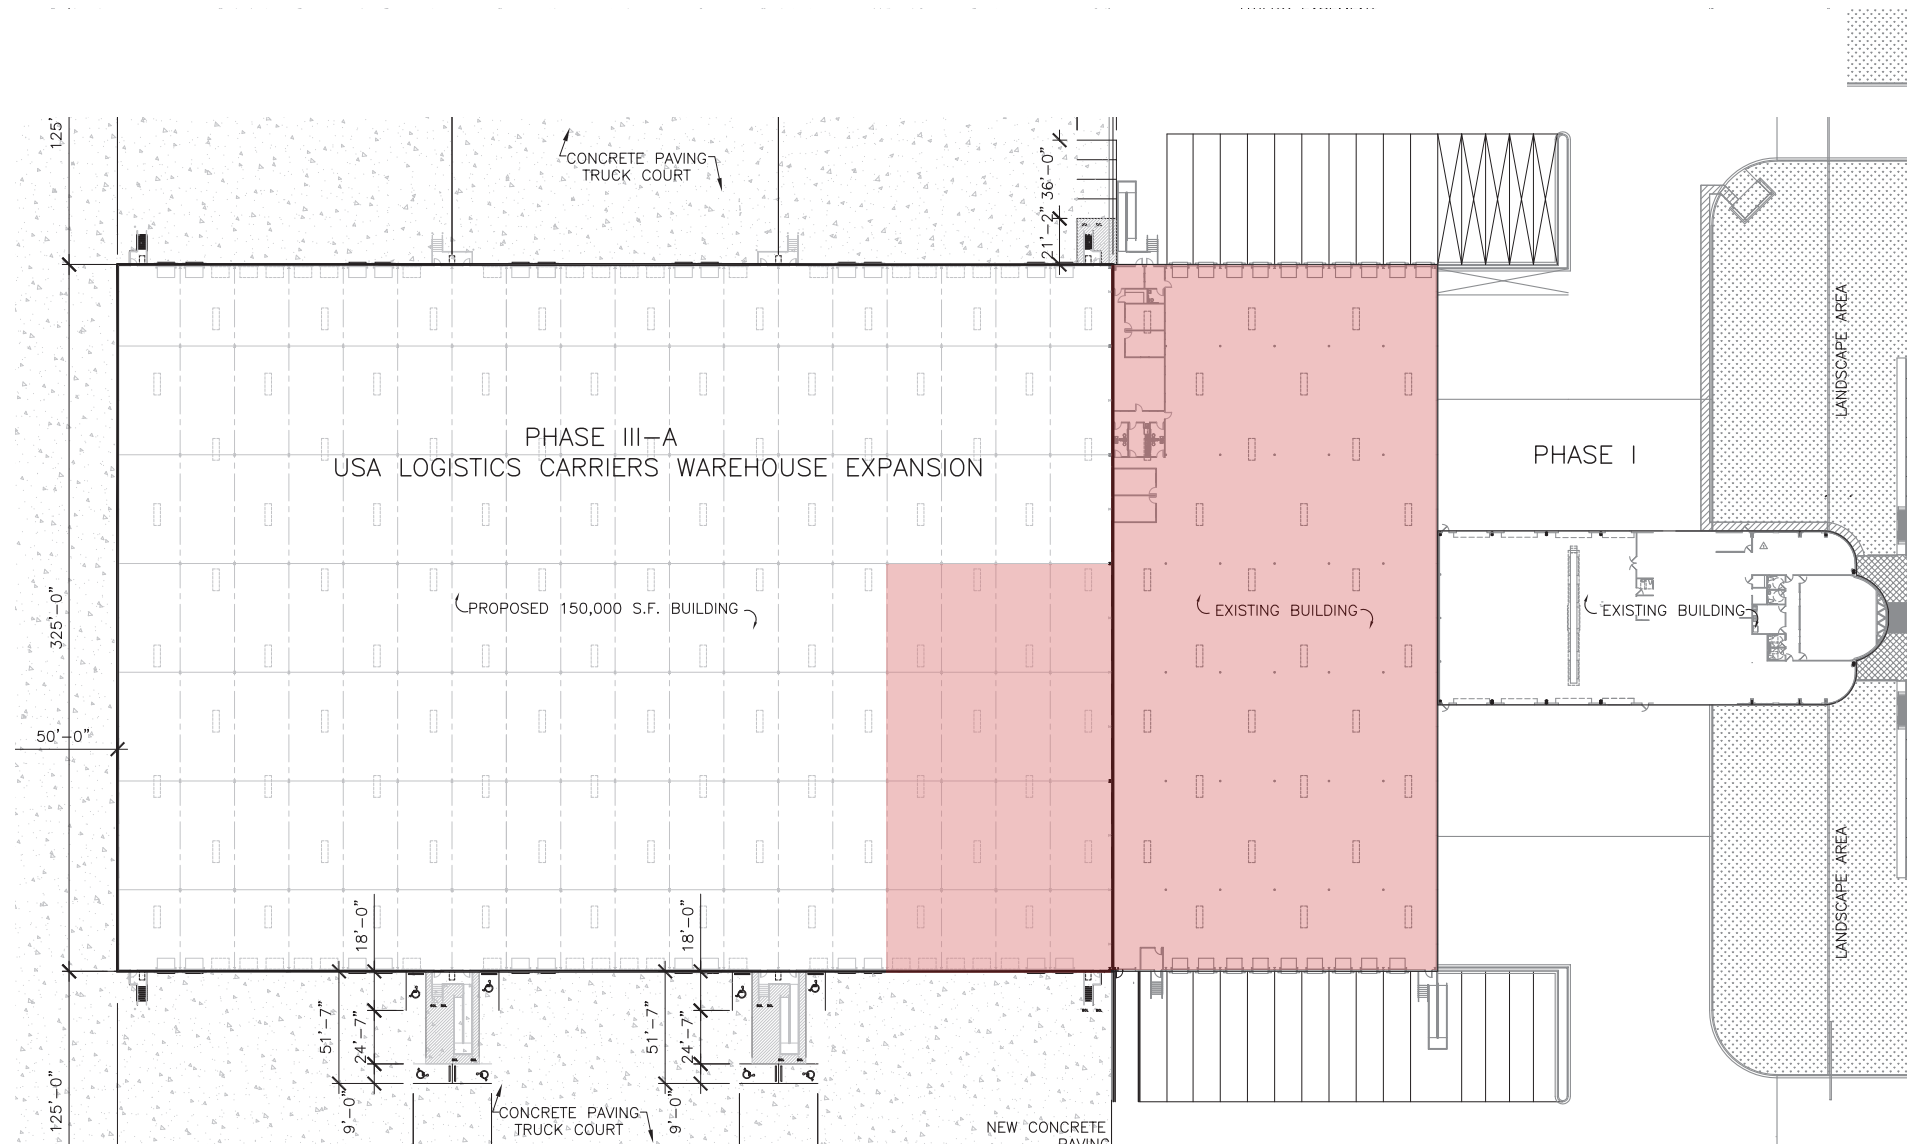 125'
CONCRETE PAVING
TRUCK COURT
36'-0"
21'-2"
LANDSCAPE AREA
PHASE III-A
USA LOGISTICS CARRIERS WAREHOUSE EXPANSION
PHASE I
325'-0"
PROPOSED 150,000 S.F. BUILDING
EXISTING BUILDING
EXISTING BUILDING
50'-0"
LANDSCAPE AREA
18'-0"
18'-0"
51'-7"
24'-7"
51'-7"
24'-7"
125'-0"
9'-0"
9'-0"
CONCRETE PAVING
TRUCK COURT
NEW CONCRETE
PAVING